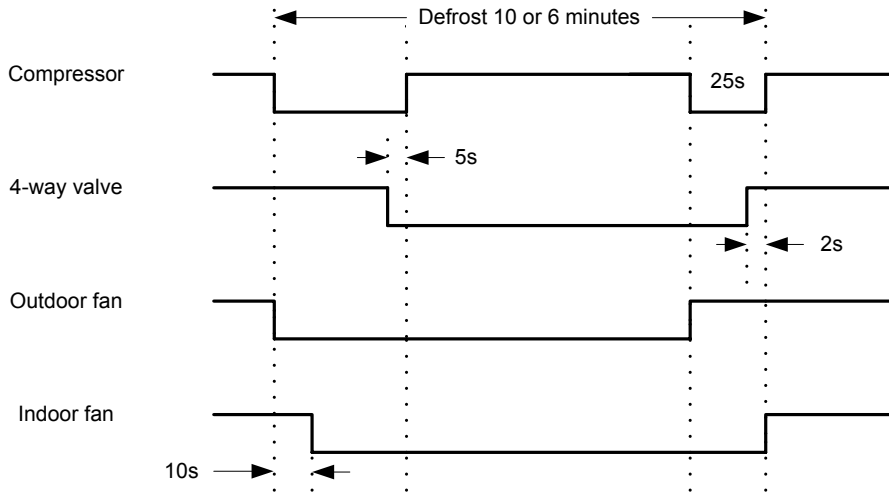 Defrost 10 or 6 minutes
Compressor
25s
5s
4-way valve
2s
Outdoor fan
Indoor fan
10s